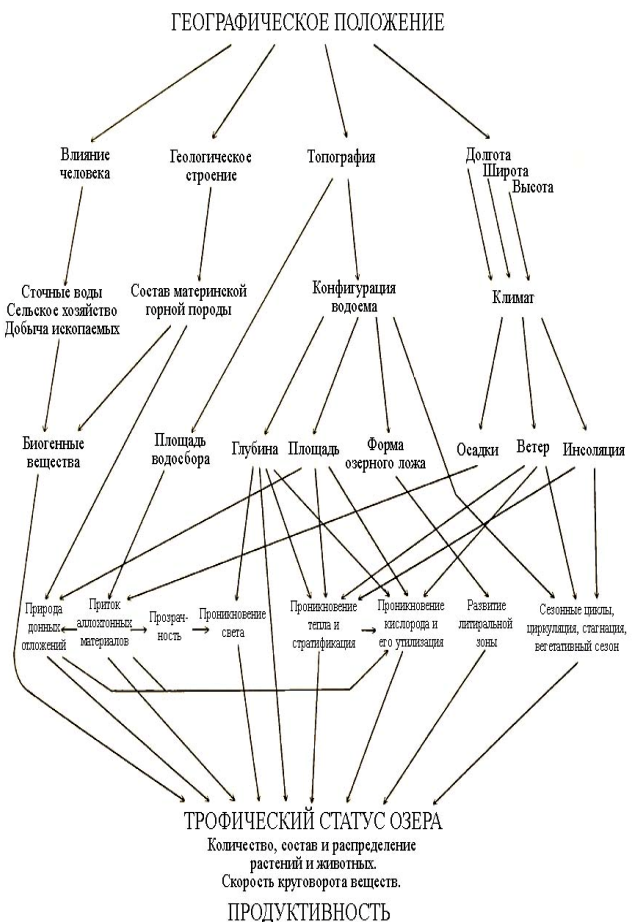 ГЕОГРАФИЧЕСКОЕ ПОЛОЖЕНИЕ
Влияние
человека
Геологическое
строение
Топография
Долгота
Широта
Высота
Сточные воды
Сельское хозяйство
Добыча ископаемых
Состав материнской
горной породы
Конфигурация
водоема
Климат
Биогенные
вещества
Площадь
водосбора
Глубина
Площадь
Форма
озерного ложа
Осадки
Ветер
Инсоляция
Природа
донных
отложений
Приток
аллохтонных
материалов
Прозрач-
ность
Проникновение
света
Проникновение
тепла и
стратификация
Проникновение
кислорода и
его утилизация
Развитие
литиральной
зоны
Сезонные циклы,
циркуляция, стагнация,
вегетативный сезон
ТРОФИЧЕСКИЙ СТАТУС ОЗЕРА
Количество, состав и распределение
растений и животных.
Скорость круговорота веществ.
ПРОДУКТИВНОСТЬ